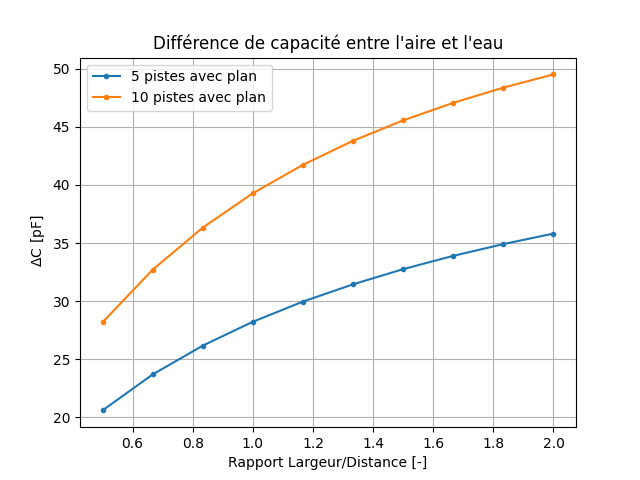 Différence de capacité entre l'aire et l'eau
5 pistes avec plan
10 pistes avec plan
50
45
40
35
30
25
20
ΔC [pF]
0.6 0.8 1.0 1.2 1.4 1.6 1.8 2.0
Rapport Largeur/Distance [-]